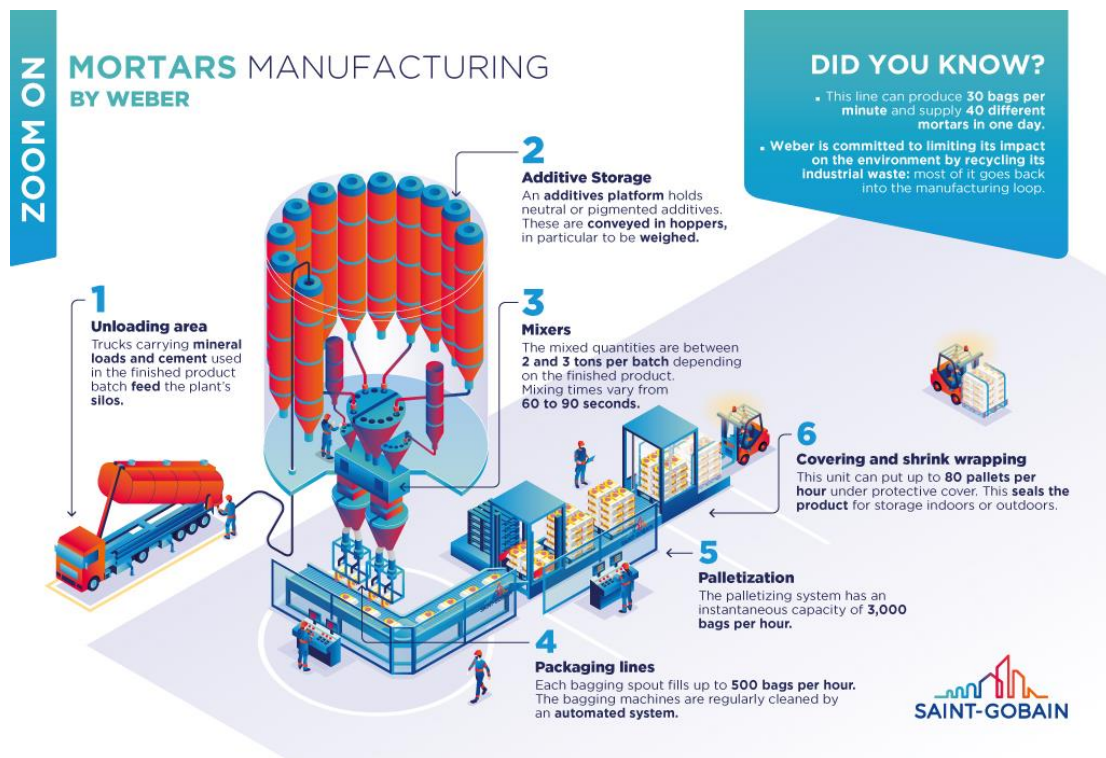 ZOOM ON
MORTARS MANUFACTURING
BY WEBER
DID YOU KNOW?
▪ This line can produce 30 bags per
minute and supply 40 different
mortars in one day.
▪ Weber is committed to limiting its impact
on the environment by recycling its
industrial waste: most of it goes back
into the manufacturing loop.
1
Unloading area
Trucks carrying mineral
loads and cement used
in the finished product
batch feed the plant's
silos.
2
Additive Storage
An additives platform holds
neutral or pigmented additives.
These are conveyed in hoppers,
in particular to be weighed.
3
Mixers
The mixed quantities are between
2 and 3 tons per batch depending
on the finished product.
Mixing times vary from
60 to 90 seconds.
4
Packaging lines
Each bagging spout fills up to 500 bags per hour.
The bagging machines are regularly cleaned by
an automated system.
5
Palletization
The palletizing system has an
instantaneous capacity of 3,000
bags per hour.
6
Covering and shrink wrapping
This unit can put up to 80 pallets per
hour under protective cover. This seals the
product for storage indoors or outdoors.
SAINT-GOBAIN